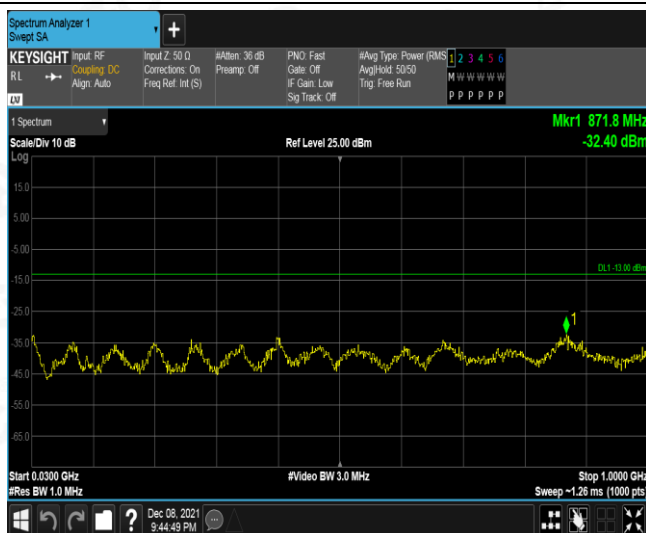 Spectrum Analyzer 1
Swept SA
+
KEYSIGHT
RL
LXI
Input: RF
Coupling: DC
Align: Auto
Input Z: 50 Ω
Corrections: On
Freq Ref: Int (S)
#Atten: 36 dB
Preamp: Off
PNO: Fast
Gate: Off
IF Gain: Low
Sig Track: Off
#Avg Type: Power (RMS
Avg|Hold: 50/50
Trig: Free Run
1 2 3 4 5 6
M W W W W W
P P P P P P
1 Spectrum
Scale/Div 10 dB
Ref Level 25.00 dBm
Mkr1 871.8 MHz
-32.40 dBm
Log
15.0
5.00
-5.00
DL1 -13.00 dBm
-15.0
-25.0
1
-35.0
-45.0
-55.0
-65.0
Start 0.0300 GHz
#Res BW 1.0 MHz
#Video BW 3.0 MHz
Stop 1.0000 GHz
Sweep ~1.26 ms (1000 pts)
?
Dec 08, 2021
9:44:49 PM